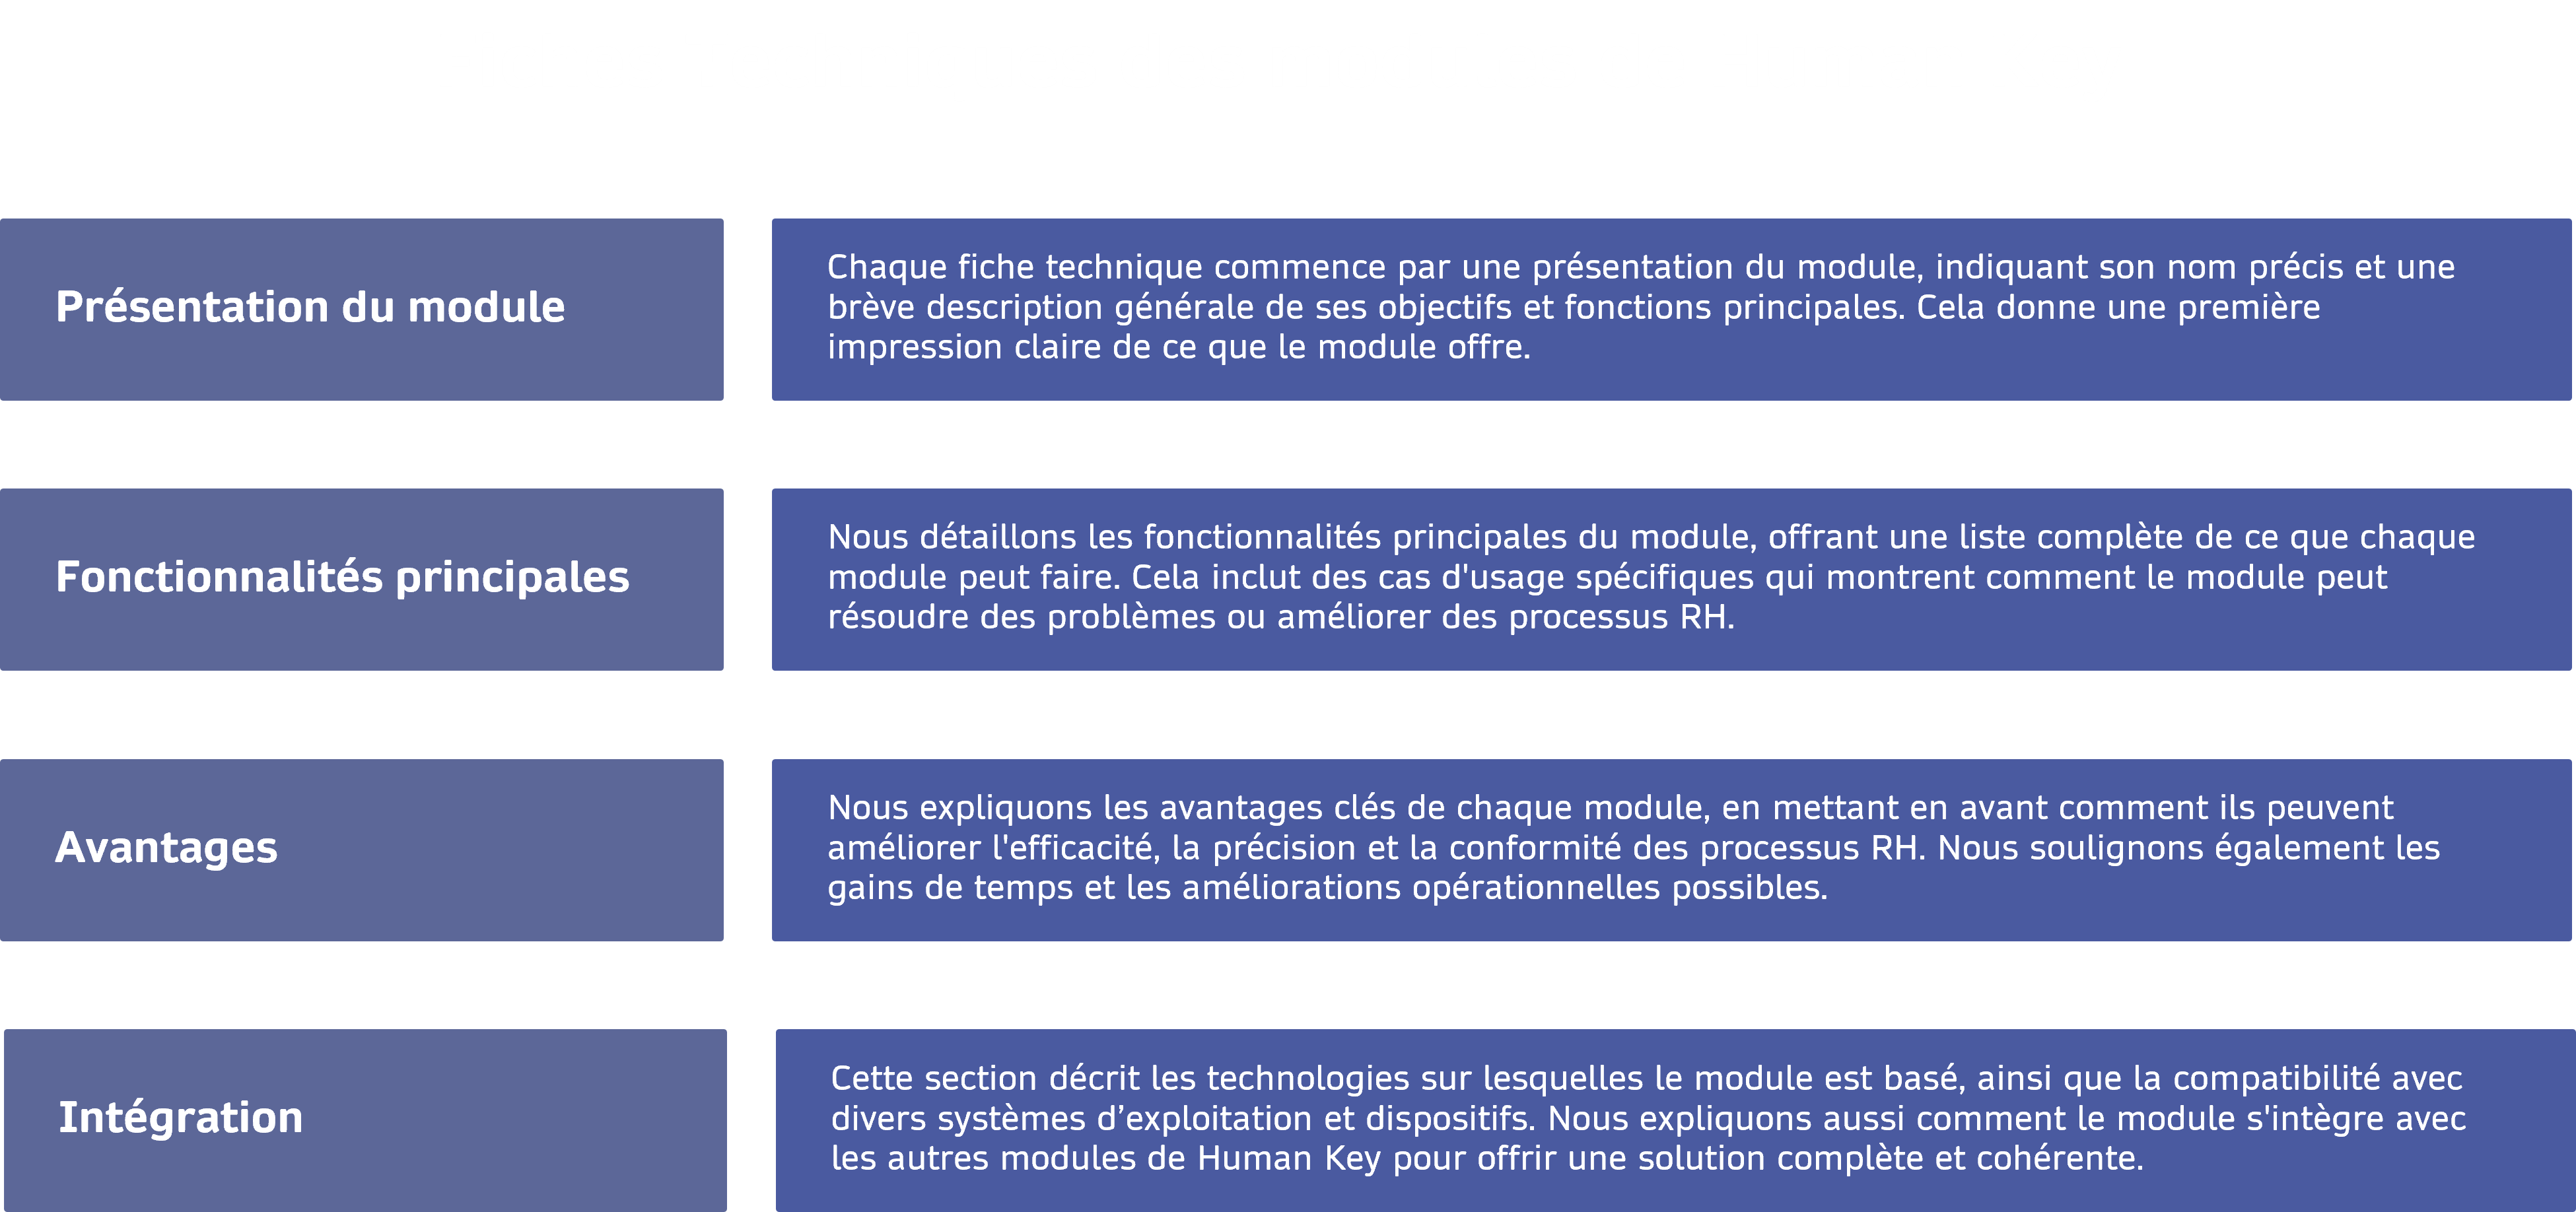 Présentation du module
Chaque fiche technique commence par une présentation du module, indiquant son nom précis et une
brève description générale de ses objectifs et fonctions principales. Cela donne une première
impression claire de ce que le module offre.
Fonctionnalités principales
Nous détaillons les fonctionnalités principales du module, offrant une liste complète de ce que chaque
module peut faire. Cela inclut des cas d'usage spécifiques qui montrent comment le module peut
résoudre des problèmes ou améliorer des processus RH.
Avantages
Nous expliquons les avantages clés de chaque module, en mettant en avant comment ils peuvent
améliorer l'efficacité, la précision et la conformité des processus RH. Nous soulignons également les
gains de temps et les améliorations opérationnelles possibles.
Intégration
Cette section décrit les technologies sur lesquelles le module est basé, ainsi que la compatibilité avec
divers systèmes d’exploitation et dispositifs. Nous expliquons aussi comment le module s'intègre avec
les autres modules de Human Key pour offrir une solution complète et cohérente.